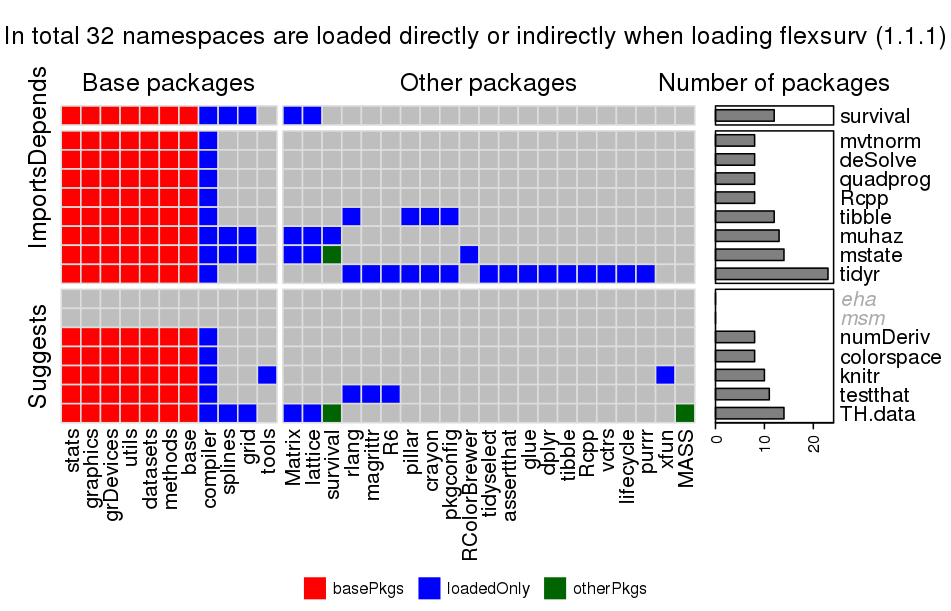 In total 32 namespaces are loaded directly or indirectly when loading flexsurv (1.1.1)
Base packages
Other packages
Number of packages
Depends
Imports
Suggests
survival
mvtnorm
deSolve
quadprog
Rcpp
tibble
muhaz
mstate
tidyr
eha
msm
numDeriv
colorspace
knitr
testthat
TH.data
0
10
20
stats
graphics
grDevices
utils
datasets
methods
base
compiler
splines
grid
tools
Matrix
lattice
survival
rlang
magrittr
R6
pillar
crayon
pkgconfig
RColorBrewer
tidyselect
assertthat
glue
dplyr
tibble
Rcpp
vctrs
lifecycle
purrr
xfun
MASS
basePkgs
loadedOnly
otherPkgs